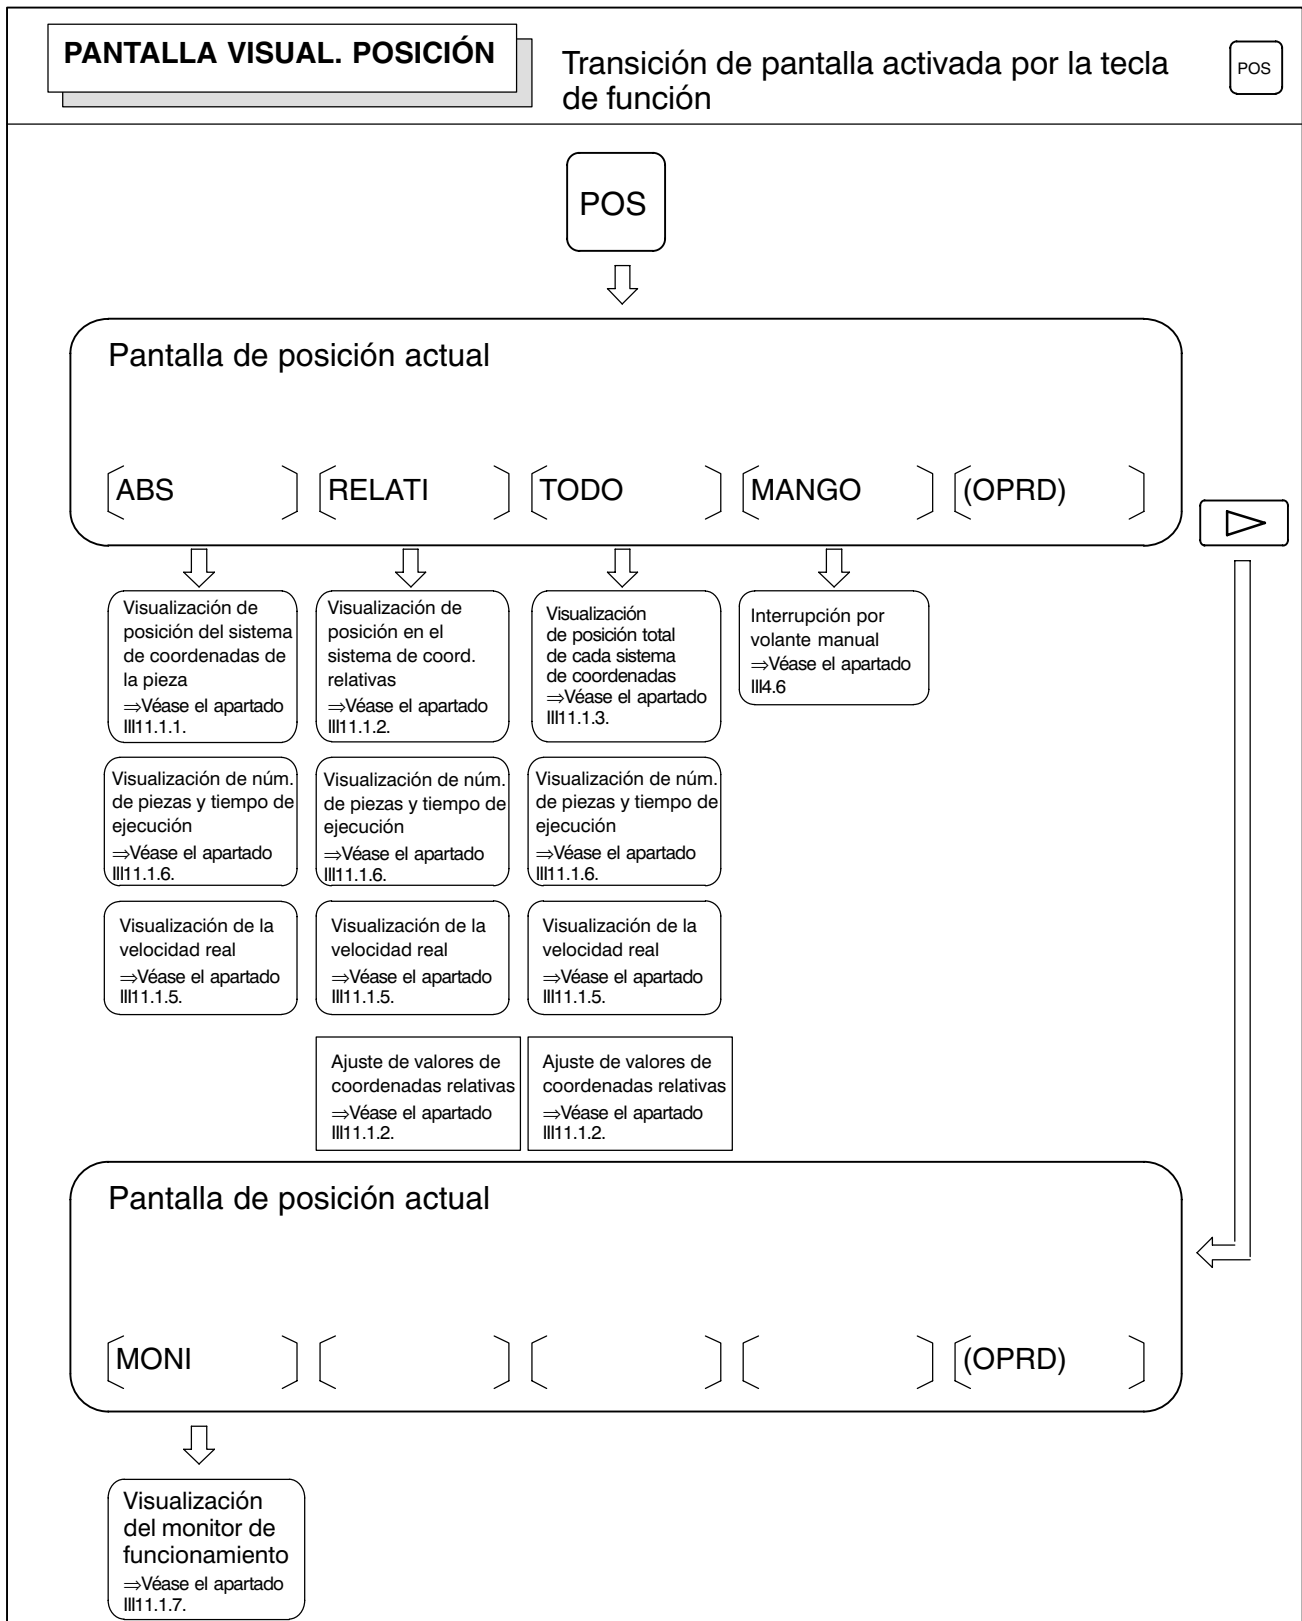 PANTALLA VISUAL. POSICIÓN
Transición de pantalla activada por la tecla
de función
POS
POS
Pantalla de posición actual
ABS
RELATI
TODO
MANGO
(OPRD)
Visualización de
posición del sistema
de coordenadas de
la pieza
⇒Véase el apartado
III11.1.1.
Visualización de
posición en el
sistema de coord.
relativas
⇒Véase el apartado
III11.1.2.
Visualización
de posición total
de cada sistema
de coordenadas
⇒Véase el apartado
III11.1.3.
Interrupción por
volante manual
⇒Véase el apartado
III4.6
Visualización de núm.
de piezas y tiempo de
ejecución
⇒Véase el apartado
III11.1.6.
Visualización de núm.
de piezas y tiempo de
ejecución
⇒Véase el apartado
III11.1.6.
Visualización de núm.
de piezas y tiempo de
ejecución
⇒Véase el apartado
III11.1.6.
Visualización de la
velocidad real
⇒Véase el apartado
III11.1.5.
Visualización de la
velocidad real
⇒Véase el apartado
III11.1.5.
Visualización de la
velocidad real
⇒Véase el apartado
III11.1.5.
Ajuste de valores de
coordenadas relativas
⇒Véase el apartado
III11.1.2.
Ajuste de valores de
coordenadas relativas
⇒Véase el apartado
III11.1.2.
Pantalla de posición actual
MONI
(OPRD)
Visualización
del monitor de
funcionamiento
⇒Véase el apartado
III11.1.7.